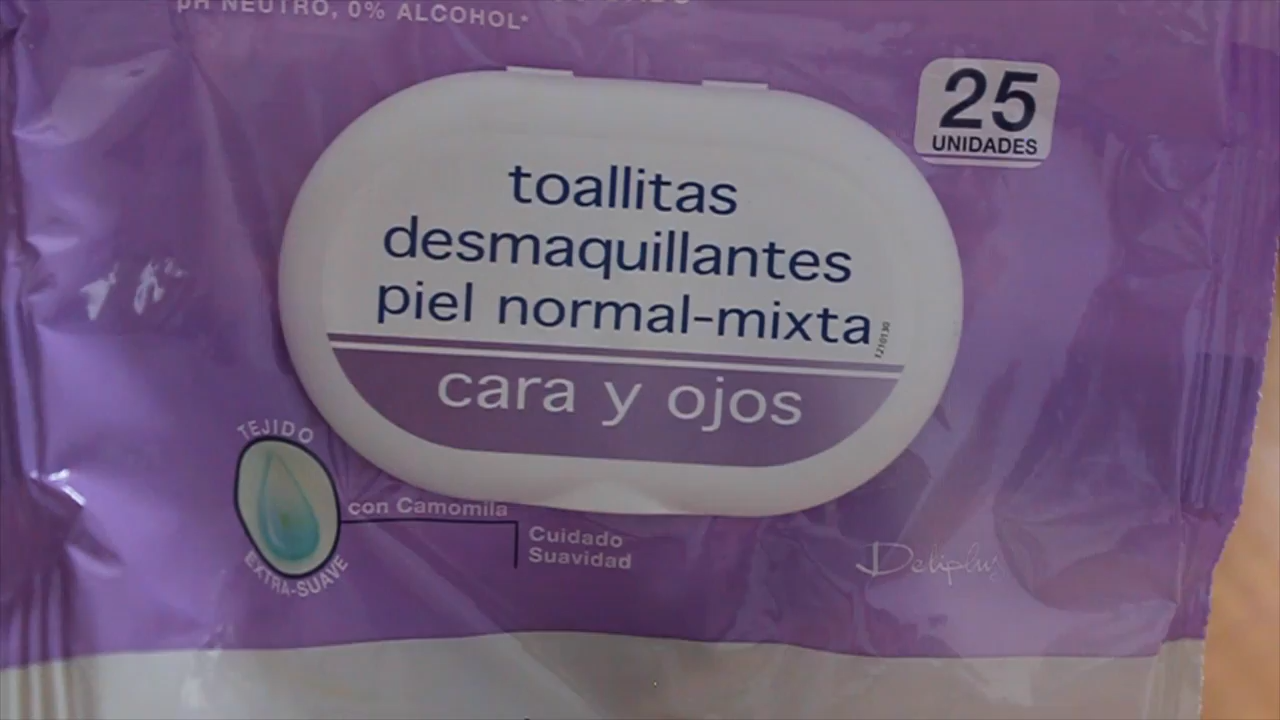 pH NEUTRO, 0% ALCOHOL*
25
UNIDADES
toallitas
desmaquillantes
piel normal-mixta
cara y ojos
TEJIDO
EXTRA-SUAVE
con Camomila
Cuidado
Suavidad
Deliplus